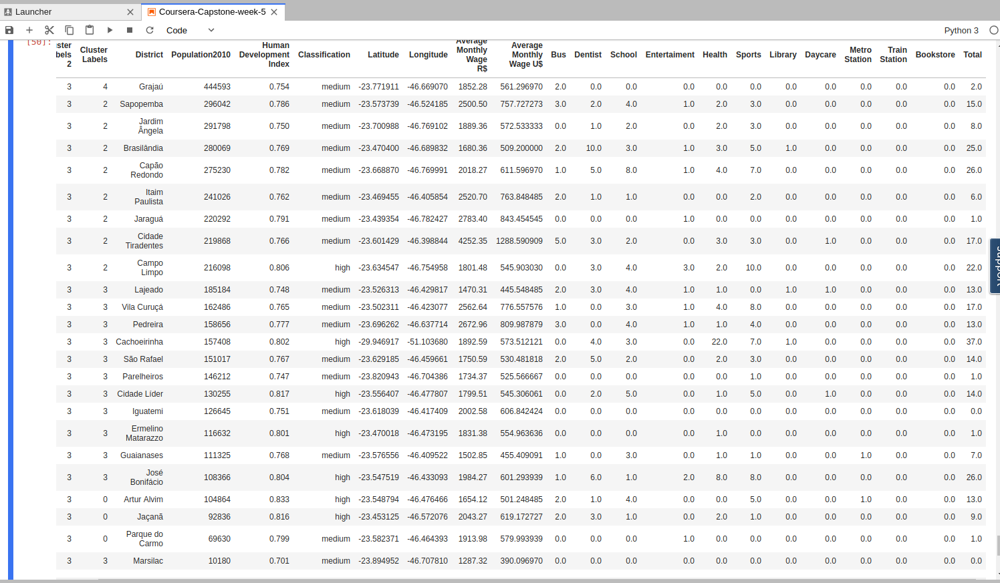 Launcher
Coursera-Capstone-week-5
Code
Python 3
[50]:
ster
bels
2
Cluster
Labels
District
Population2010
Human
Development
Index
Classification
Latitude
Longitude
Average
Monthly
Wage
R$
Average
Monthly
Wage U$
Bus
Dentist
School
Entertaiment
Health
Sports
Library
Daycare
Metro
Station
Train
Station
Bookstore
Total
3 4 Grajaú 444593 0.754 medium -23.771911 -46.669070 1852.28 561.296970 2.0 0.0 0.0 0.0 0.0 0.0 0.0 0.0 0.0 0.0 0.0 2.0
3 2 Sapopemba 296042 0.786 medium -23.573739 -46.524185 2500.50 757.727273 3.0 2.0 4.0 1.0 2.0 3.0 0.0 0.0 0.0 0.0 0.0 15.0
3 2 Jardim Ângela 291798 0.750 medium -23.700988 -46.769102 1889.36 572.533333 0.0 1.0 2.0 0.0 2.0 3.0 0.0 0.0 0.0 0.0 0.0 8.0
3 2 Brasilândia 280069 0.769 medium -23.470400 -46.689832 1680.36 509.200000 2.0 10.0 3.0 1.0 3.0 5.0 1.0 0.0 0.0 0.0 0.0 25.0
3 2 Capão Redondo 275230 0.782 medium -23.668870 -46.769991 2018.27 611.596970 1.0 5.0 8.0 1.0 4.0 7.0 0.0 0.0 0.0 0.0 0.0 26.0
3 2 Itaim Paulista 241026 0.762 medium -23.469455 -46.405854 2520.70 763.848485 2.0 1.0 1.0 0.0 0.0 2.0 0.0 0.0 0.0 0.0 0.0 6.0
3 2 Jaraguá 220292 0.791 medium -23.439354 -46.782427 2783.40 843.454545 0.0 0.0 0.0 1.0 0.0 0.0 0.0 0.0 0.0 0.0 0.0 1.0
3 2 Cidade Tiradentes 219868 0.766 medium -23.601429 -46.398844 4252.35 1288.590909 5.0 3.0 2.0 0.0 3.0 3.0 0.0 1.0 0.0 0.0 0.0 17.0
3 2 Campo Limpo 216098 0.806 high -23.634547 -46.754958 1801.48 545.903030 0.0 3.0 4.0 3.0 2.0 10.0 0.0 0.0 0.0 0.0 0.0 22.0
3 3 Lajeado 185184 0.748 medium -23.526313 -46.429817 1470.31 445.548485 2.0 3.0 4.0 1.0 1.0 0.0 1.0 1.0 0.0 0.0 0.0 13.0
3 3 Vila Curuçá 162486 0.765 medium -23.502311 -46.423077 2562.64 776.557576 1.0 0.0 3.0 1.0 4.0 8.0 0.0 0.0 0.0 0.0 0.0 17.0
3 3 Pedreira 158656 0.777 medium -23.696262 -46.637714 2672.96 809.987879 3.0 0.0 4.0 1.0 1.0 4.0 0.0 0.0 0.0 0.0 0.0 13.0
3 3 Cachoeirinha 157408 0.802 high -29.946917 -51.103680 1892.59 573.512121 0.0 4.0 3.0 0.0 22.0 7.0 1.0 0.0 0.0 0.0 0.0 37.0
3 3 São Rafael 151017 0.767 medium -23.629185 -46.459661 1750.59 530.481818 2.0 5.0 2.0 0.0 2.0 3.0 0.0 0.0 0.0 0.0 0.0 14.0
3 3 Parelheiros 146212 0.747 medium -23.820943 -46.704386 1734.37 525.566667 0.0 0.0 0.0 0.0 0.0 1.0 0.0 0.0 0.0 0.0 0.0 1.0
3 3 Cidade Líder 130255 0.817 high -23.556407 -46.477807 1799.51 545.306061 0.0 2.0 5.0 0.0 1.0 5.0 0.0 1.0 0.0 0.0 0.0 14.0
3 3 Iguatemi 126645 0.751 medium -23.618039 -46.417409 2002.58 606.842424 0.0 0.0 0.0 0.0 0.0 0.0 0.0 0.0 0.0 0.0 0.0 0.0
3 3 Ermelino Matarazzo 116632 0.801 high -23.470018 -46.473195 1831.38 554.963636 0.0 0.0 0.0 0.0 1.0 0.0 0.0 0.0 0.0 0.0 0.0 1.0
3 3 Guaianases 111325 0.768 medium -23.576556 -46.409522 1502.85 455.409091 1.0 0.0 3.0 0.0 1.0 1.0 0.0 0.0 1.0 0.0 0.0 7.0
3 3 José Bonifácio 108366 0.804 high -23.547519 -46.433093 1984.27 601.293939 1.0 6.0 1.0 2.0 8.0 8.0 0.0 0.0 0.0 0.0 0.0 26.0
3 0 Artur Alvim 104864 0.833 high -23.548794 -46.476466 1654.12 501.248485 2.0 1.0 4.0 0.0 0.0 5.0 0.0 0.0 1.0 0.0 0.0 13.0
3 0 Jaçanã 92836 0.816 high -23.453125 -46.572076 2043.27 619.172727 2.0 3.0 1.0 0.0 2.0 1.0 0.0 0.0 0.0 0.0 0.0 9.0
3 0 Parque do Carmo 69630 0.799 medium -23.582371 -46.464393 1913.98 579.993939 0.0 0.0 0.0 1.0 0.0 0.0 0.0 0.0 0.0 0.0 0.0 1.0
3 3 Marsilac 10180 0.701 medium -23.894952 -46.707810 1287.32 390.096970 0.0 0.0 0.0 0.0 0.0 0.0 0.0 0.0 0.0 0.0 0.0 0.0
Support